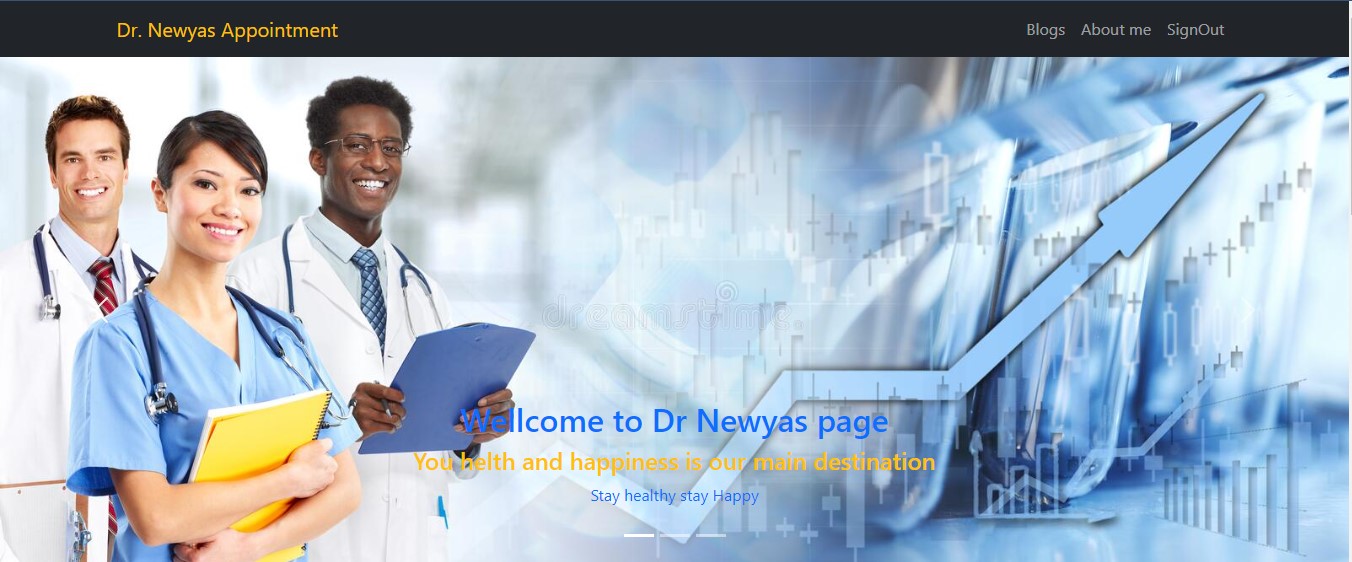 Dr. Newyas Appointment
Blogs About me SignOut
dreamstime.
Wellcome to Dr Newyas page
You helth and happiness is our main destination
Stay healthy stay Happy